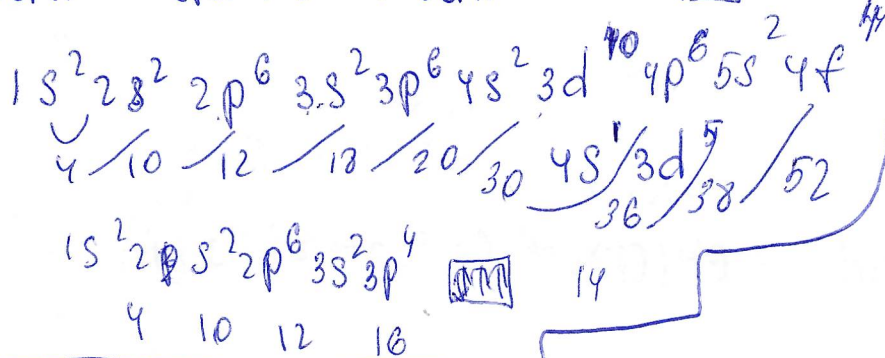 1s² 2s² 2p⁶ 3s² 3p⁶ 4s² 3d¹⁰ 4p⁶ 5s² 4f¹⁴
4 / 10 / 12 / 18 / 20 / 30 4s¹ / 3d⁵ 36 / 38 / 52
1s² 2s² 2p⁶ 3s² 3p⁴ 14
4 10 12 16